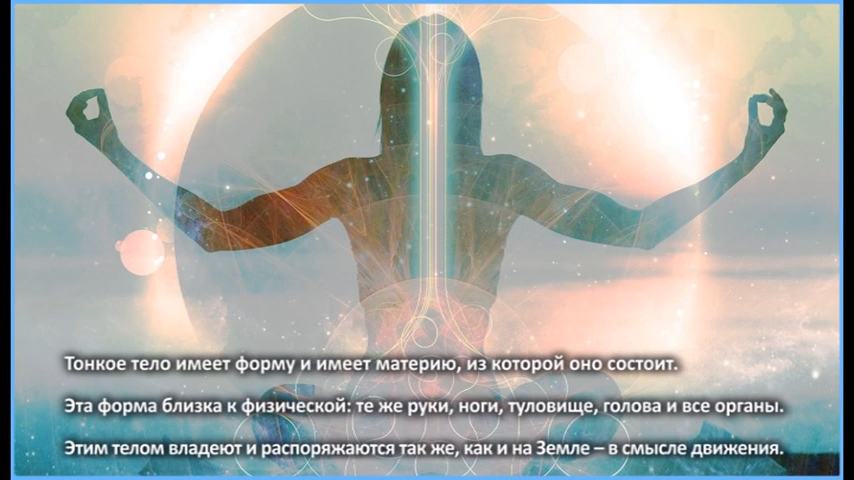 Тонкое тело имеет форму и имеет материю, из которой оно состоит.
Эта форма близка к физической: те же руки, ноги, туловище, голова и все органы.
Этим телом владеют и распоряжаются так же, как и на Земле – в смысле движения.